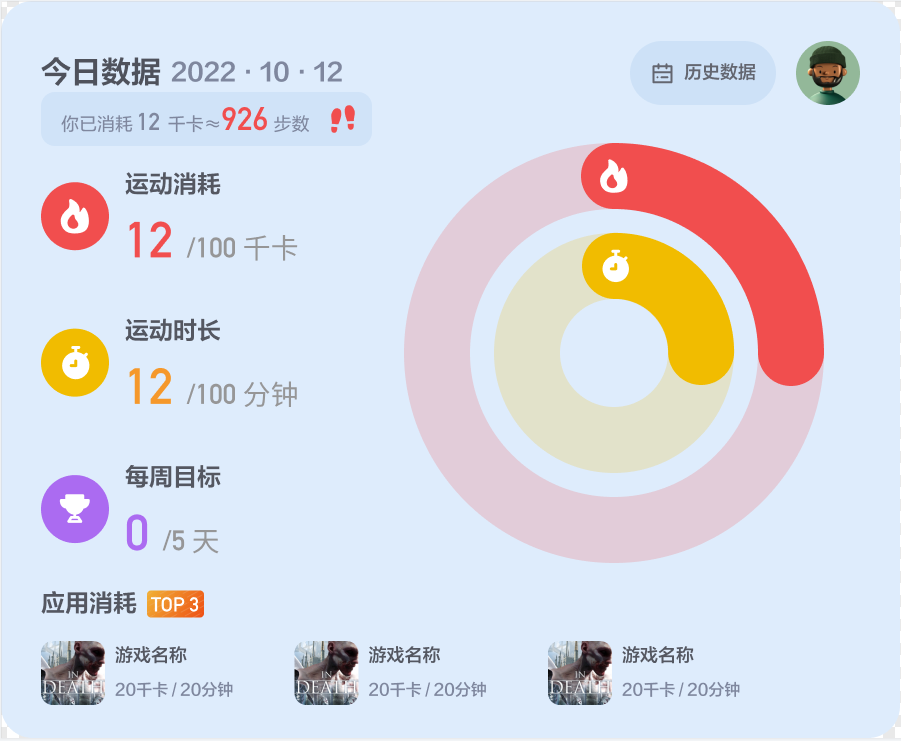 今日数据 2022 · 10 · 12
历史数据
你已消耗 12 千卡≈926 步数
运动消耗
12 /100 千卡
运动时长
12 /100 分钟
每周目标
0 /5 天
应用消耗 TOP 3
游戏名称
20千卡 / 20分钟
IN
DEATH
游戏名称
20千卡 / 20分钟
IN
DEATH
游戏名称
20千卡 / 20分钟
IN
DEATH